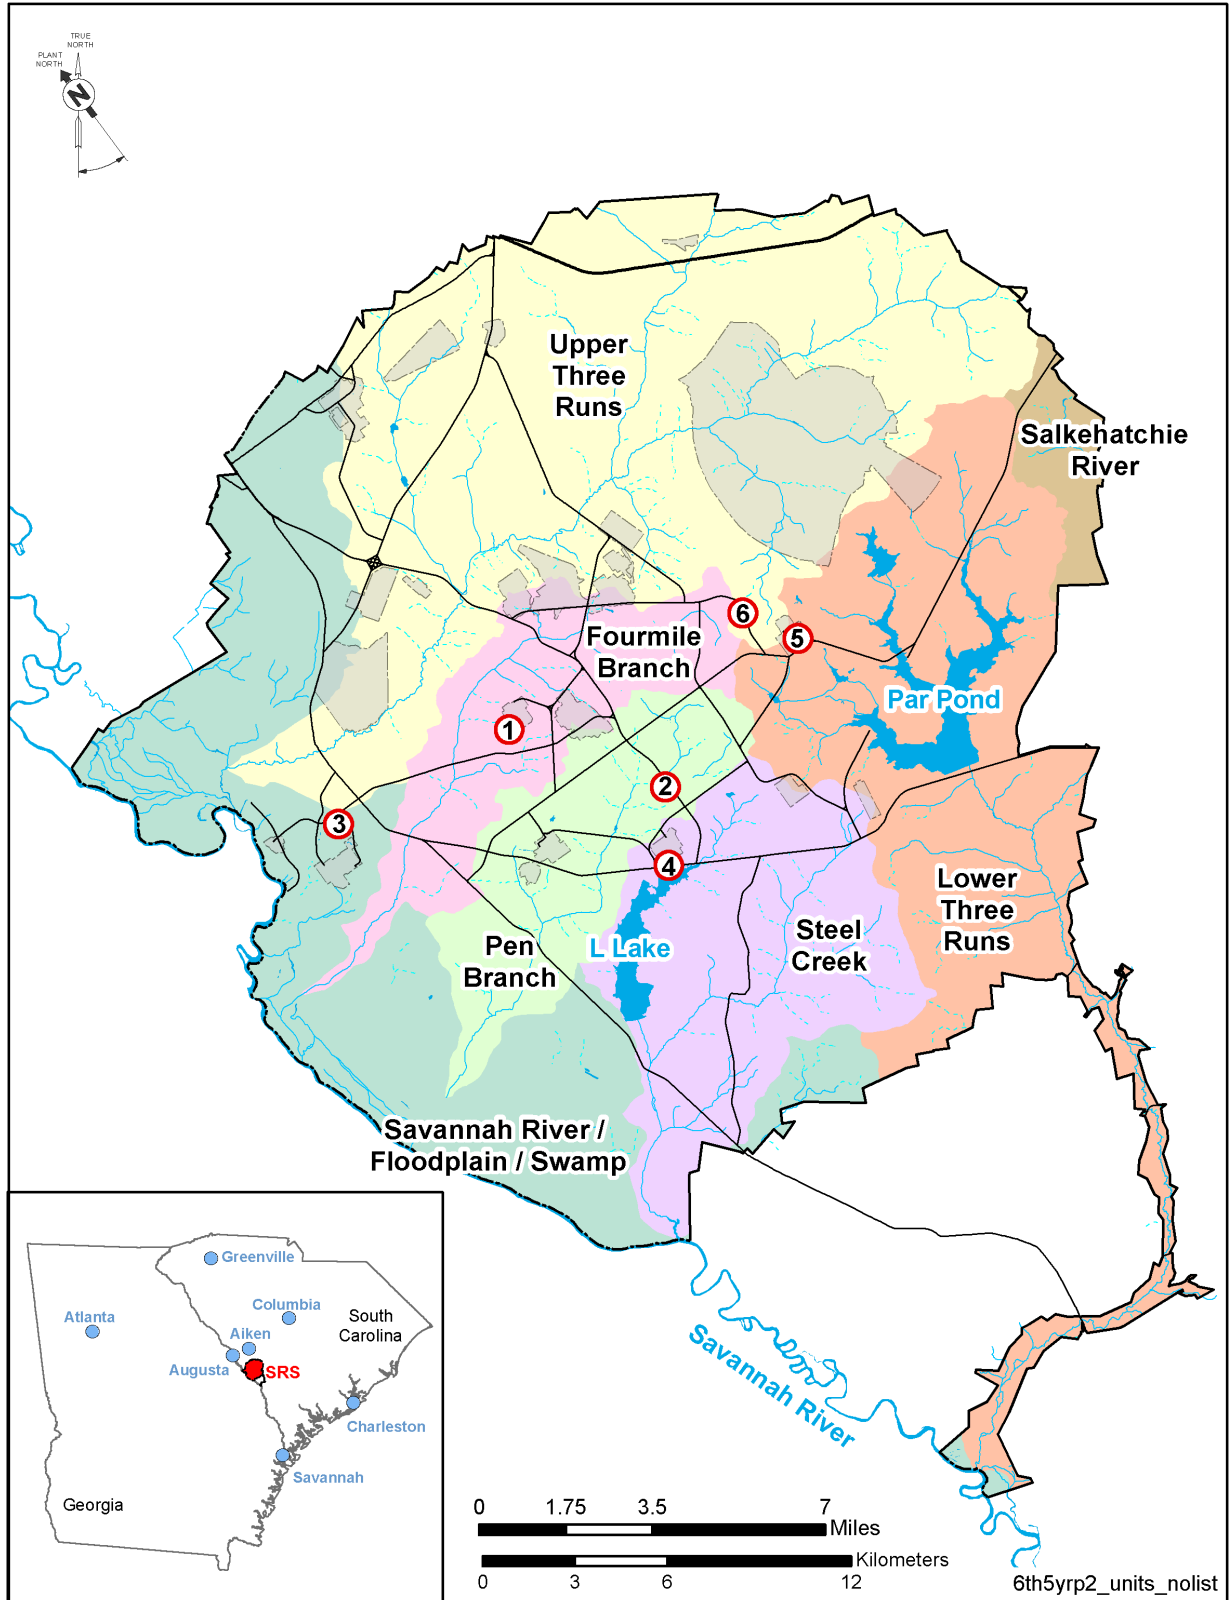 TRUE
NORTH
PLANT
NORTH
N
Upper
Three
Runs
Salkehatchie
River
6
5
Fourmile
Branch
Par Pond
1
2
3
4
Lower
Three
Runs
Steel
Creek
L Lake
Pen
Branch
Savannah River /
Floodplain / Swamp
Savannah River
Greenville
Columbia
South
Carolina
Atlanta
Aiken
Augusta
SRS
Charleston
Savannah
Georgia
0 1.75 3.5 7
Miles
Kilometers
0 3 6 12
6th5yrp2_units_nolist